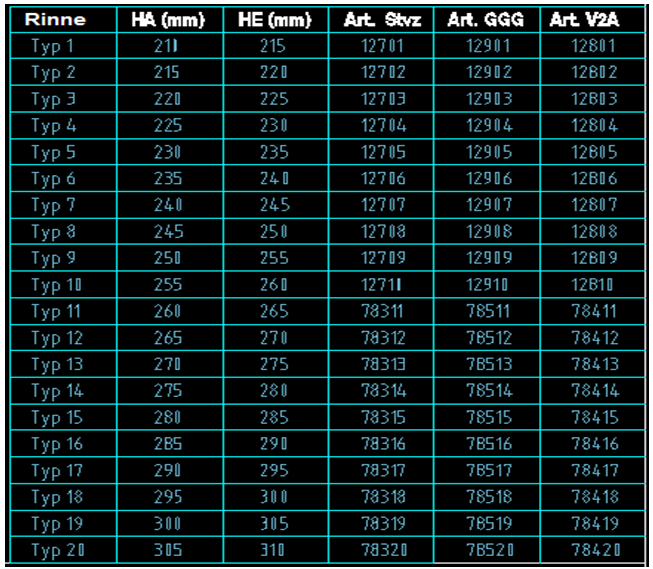 Rinne HA (mm) HE (mm) Art. Stvz Art. GGG Art. V2A
Typ 1 210 215 12701 12901 12801
Typ 2 215 220 12702 12902 12802
Typ 3 220 225 12703 12903 12803
Typ 4 225 230 12704 12904 12804
Typ 5 230 235 12705 12905 12805
Typ 6 235 240 12706 12906 12806
Typ 7 240 245 12707 12907 12807
Typ 8 245 250 12708 12908 12808
Typ 9 250 255 12709 12909 12809
Typ 10 255 260 12710 12910 12810
Typ 11 260 265 78311 78511 78411
Typ 12 265 270 78312 78512 78412
Typ 13 270 275 78313 78513 78413
Typ 14 275 280 78314 78514 78414
Typ 15 280 285 78315 78515 78415
Typ 16 285 290 78316 78516 78416
Typ 17 290 295 78317 78517 78417
Typ 18 295 300 78318 78518 78418
Typ 19 300 305 78319 78519 78419
Typ 20 305 310 78320 78520 78420